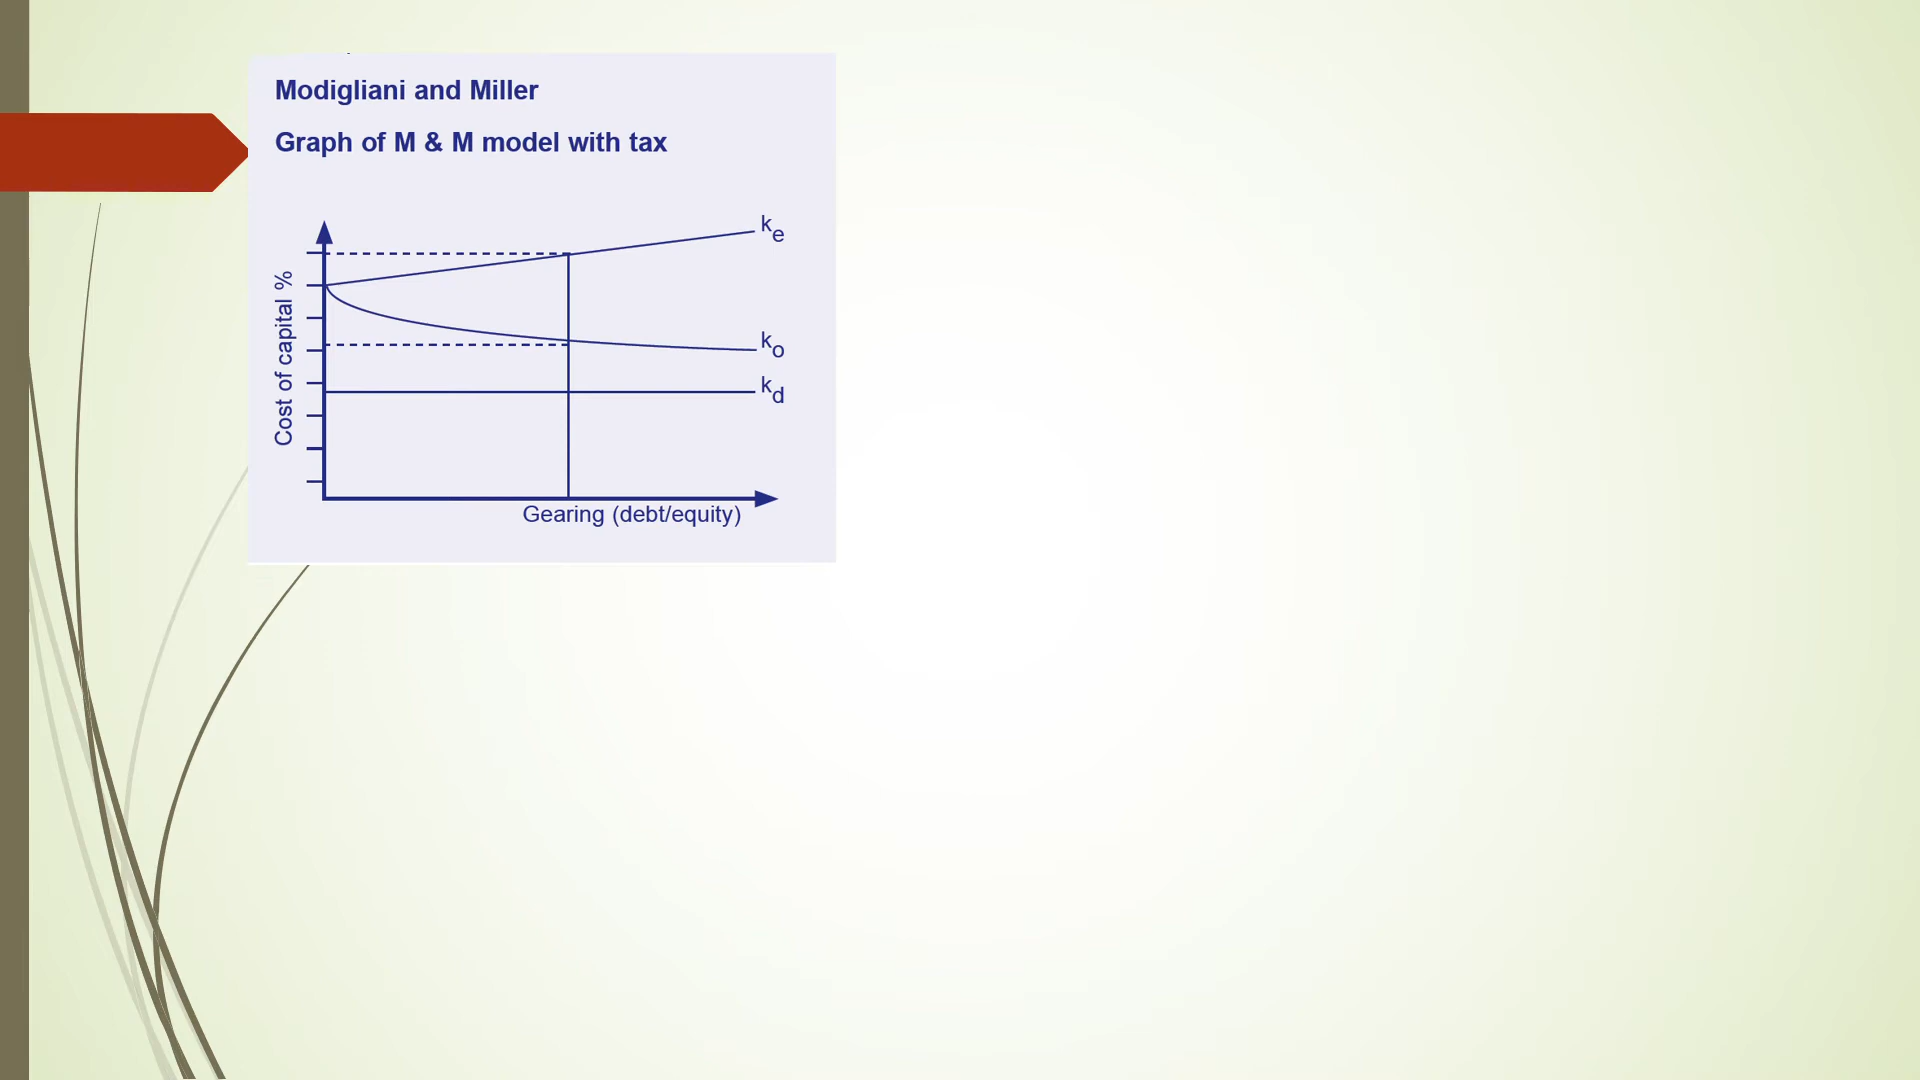 Modigliani and Miller
Graph of M & M model with tax
Cost of capital %
ke
ko
kd
Gearing (debt/equity)